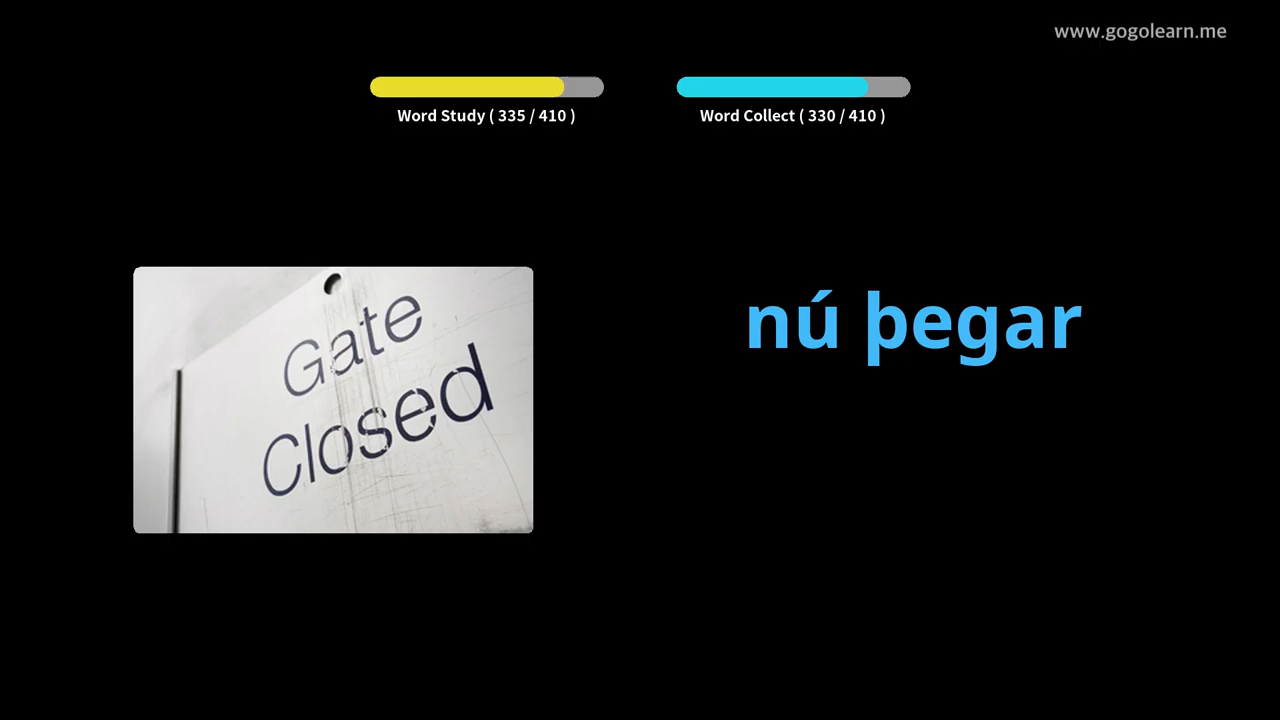 www.gogolearn.me
Word Study ( 335 / 410 )
Word Collect ( 330 / 410 )
Gate
Closed
nú þegar